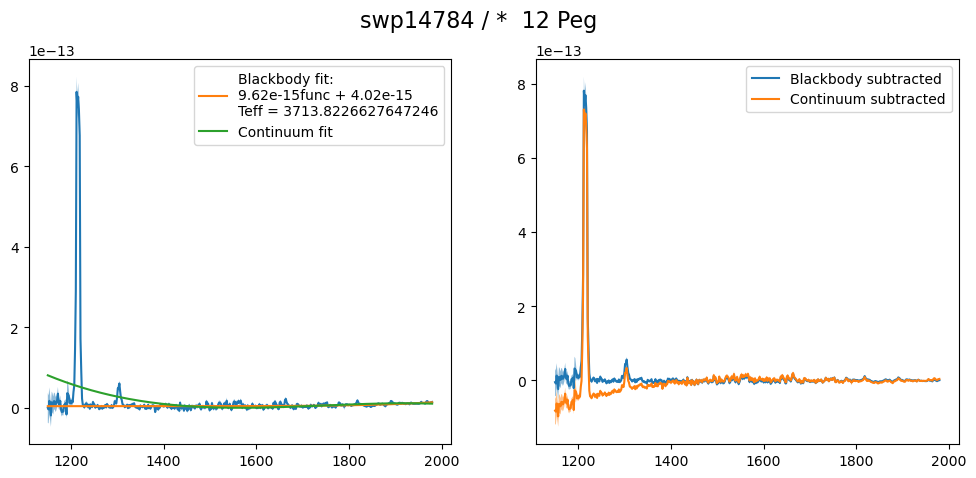 swp14784 / *  12 Peg
1e−13
8
6
4
2
0
1200
1400
1600
1800
2000
Blackbody fit:
9.62e-15func + 4.02e-15
Teff = 3713.8226627647246
Continuum fit
1e−13
8
6
4
2
0
1200
1400
1600
1800
2000
Blackbody subtracted
Continuum subtracted